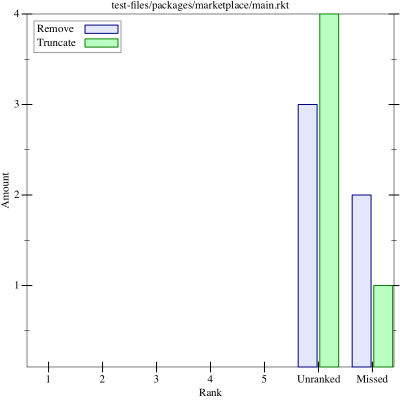 test-files/packages/marketplace/main.rkt
Remove
Truncate
4
3
2
1
Amount
1 2 3 4 5 Unranked Missed
Rank